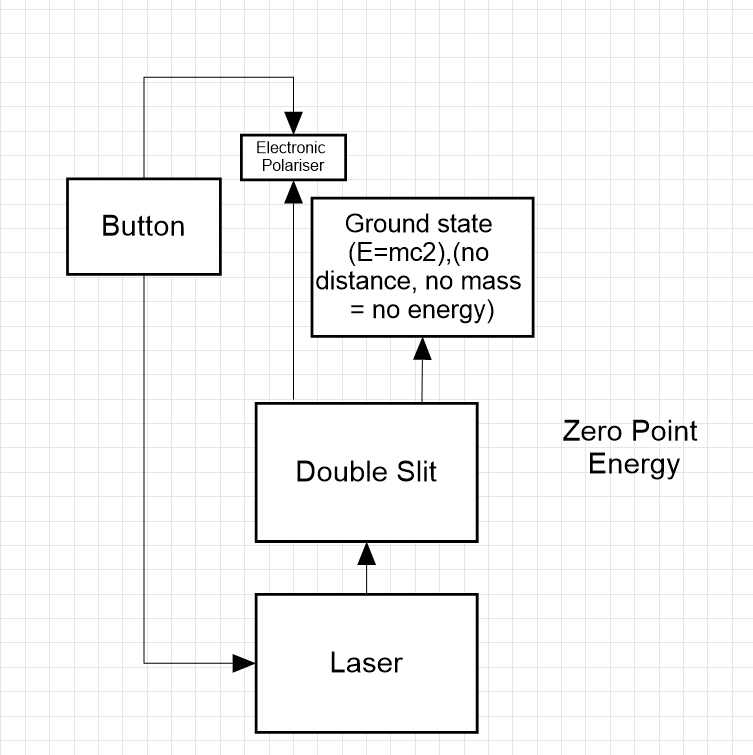 Electronic
Polariser
Button
Ground state
(E=mc2),(no
distance, no mass
= no energy)
Zero Point
Energy
Double Slit
Laser